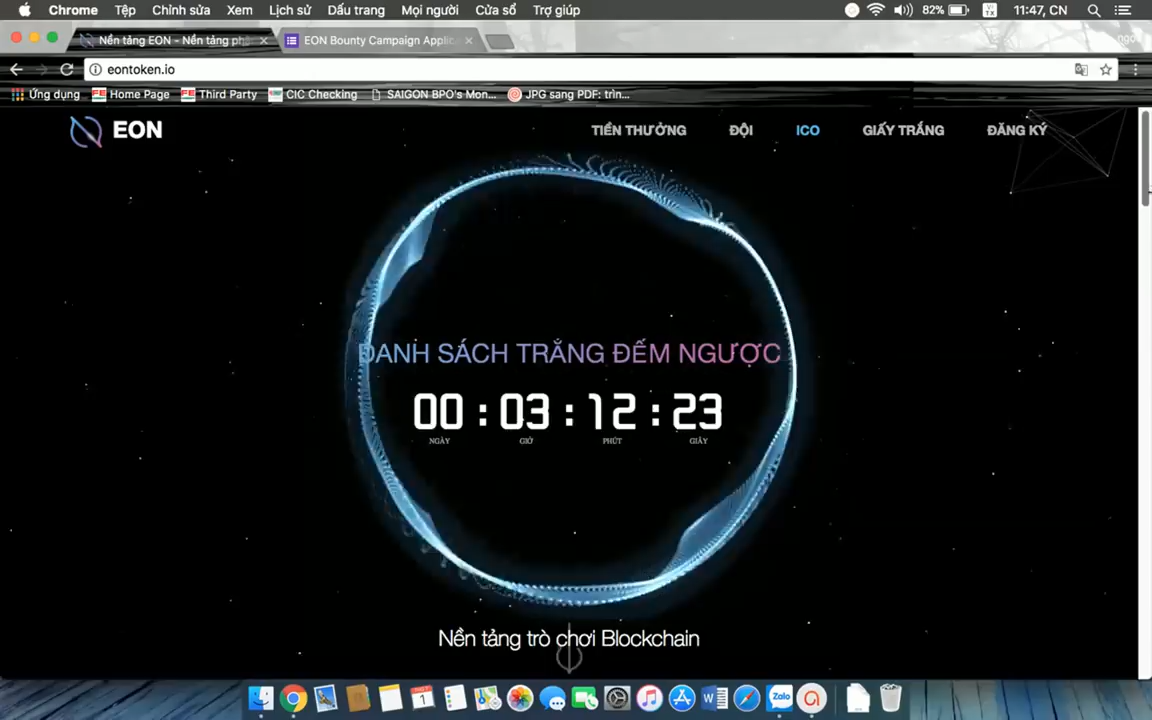 Chrome Tệp Chỉnh sửa Xem Lịch sử Dấu trang Mọi người Cửa sổ Trợ giúp 82% 11:47, CN
Nền tảng EON - Nền tảng ph
EON Bounty Campaign Applic
eontoken.io
Ứng dụng Home Page Third Party CIC Checking SAIGON BPO's Mon... JPG sang PDF: trìn...
EON TIỀN THƯỞNG ĐỘI ICO GIẤY TRẮNG ĐĂNG KÝ
DANH SÁCH TRẮNG ĐẾM NGƯỢC
00 : 03 : 12 : 23
NGÀY GIỜ PHÚT GIÂY
Nền tảng trò chơi Blockchain
Zalo